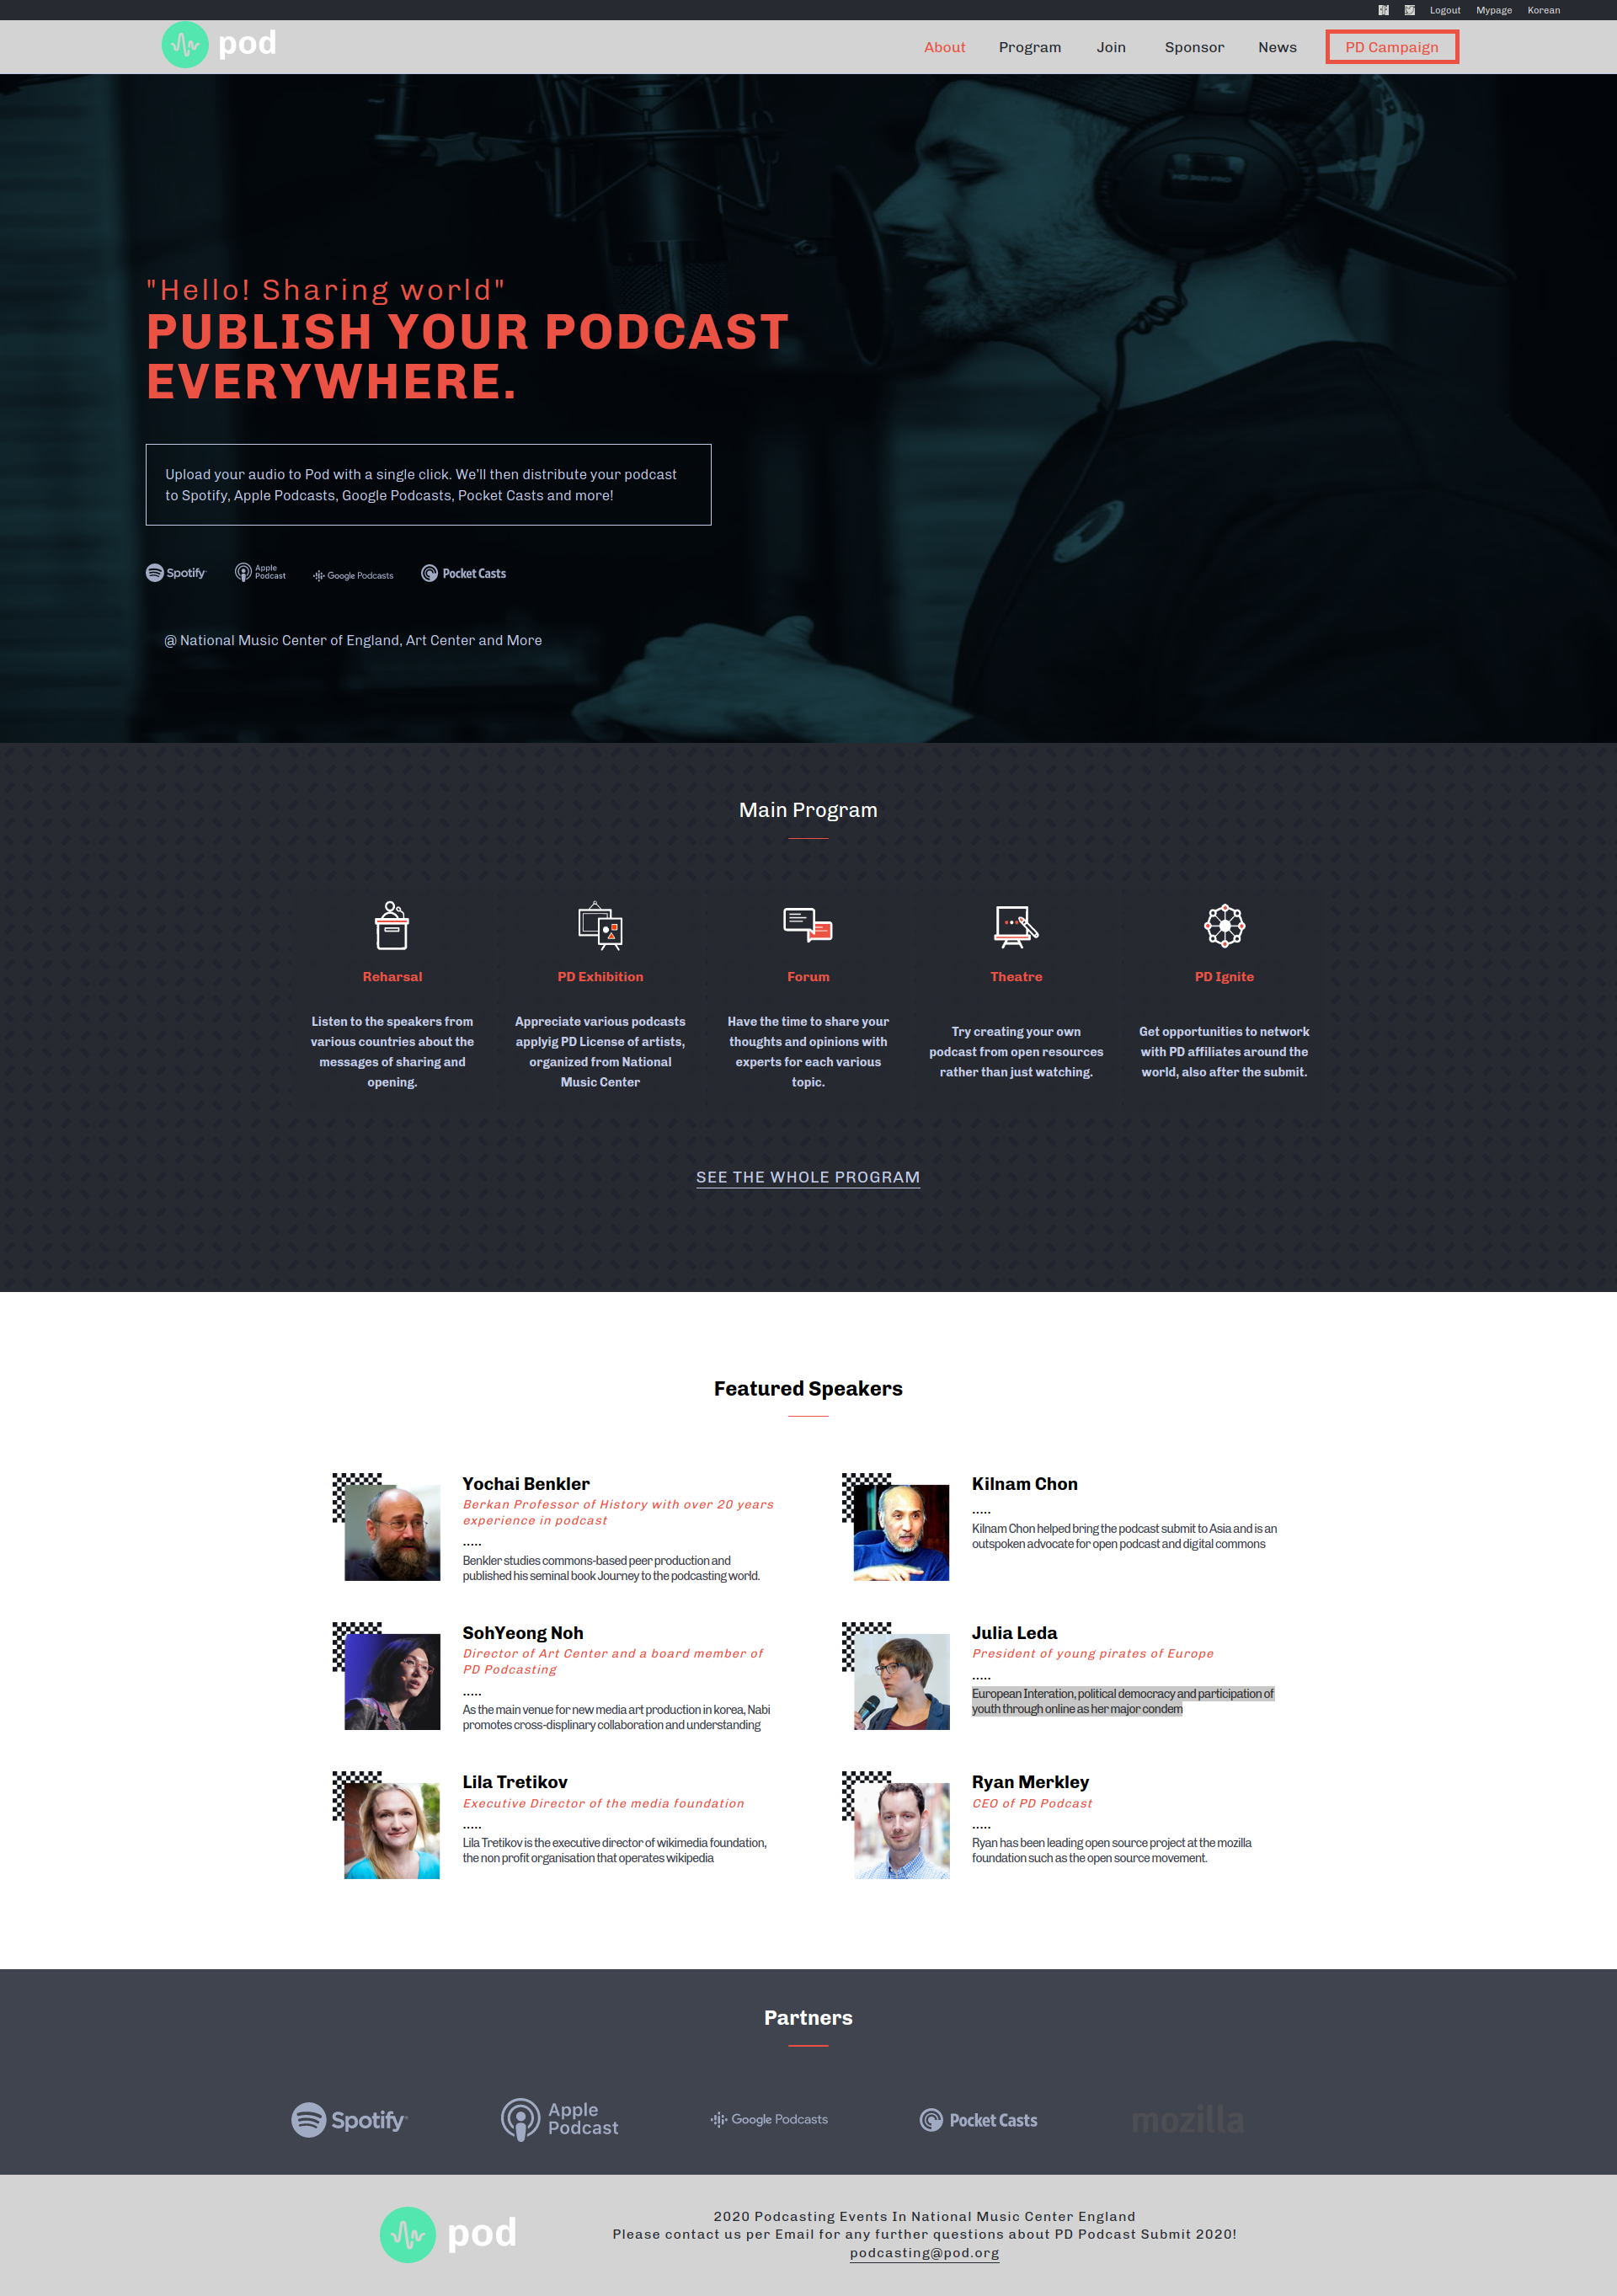 Logout Mypage Korean
pod
About Program Join Sponsor News PD Campaign
"Hello! Sharing world"
PUBLISH YOUR PODCAST
EVERYWHERE.
Upload your audio to Pod with a single click. We'll then distribute your podcast
to Spotify, Apple Podcasts, Google Podcasts, Pocket Casts and more!
Spotify Apple Podcast Google Podcasts Pocket Casts
@ National Music Center of England, Art Center and More
Main Program
Reharsal
Listen to the speakers from
various countries about the
messages of sharing and
opening.
PD Exhibition
Appreciate various podcasts
applyig PD License of artists,
organized from National
Music Center
Forum
Have the time to share your
thoughts and opinions with
experts for each various
topic.
Theatre
Try creating your own
podcast from open resources
rather than just watching.
PD Ignite
Get opportunities to network
with PD affiliates around the
world, also after the submit.
SEE THE WHOLE PROGRAM
Featured Speakers
Yochai Benkler
Berkan Professor of History with over 20 years
experience in podcast
.....
Benkler studies commons-based peer production and
published his seminal book Journey to the podcasting world.
Kilnam Chon
.....
Kilnam Chon helped bring the podcast submit to Asia and is an
outspoken advocate for open podcast and digital commons
SohYeong Noh
Director of Art Center and a board member of
PD Podcasting
.....
As the main venue for new media art production in korea, Nabi
promotes cross-displinary collaboration and understanding
Julia Leda
President of young pirates of Europe
.....
European Interation, political democracy and participation of
youth through online as her major condem
Lila Tretikov
Executive Director of the media foundation
.....
Lila Tretikov is the executive director of wikimedia foundation,
the non profit organisation that operates wikipedia
Ryan Merkley
CEO of PD Podcast
.....
Ryan has been leading open source project at the mozilla
foundation such as the open source movement.
Partners
Spotify Apple Podcast Google Podcasts Pocket Casts mozilla
pod
2020 Podcasting Events In National Music Center England
Please contact us per Email for any further questions about PD Podcast Submit 2020!
podcasting@pod.org